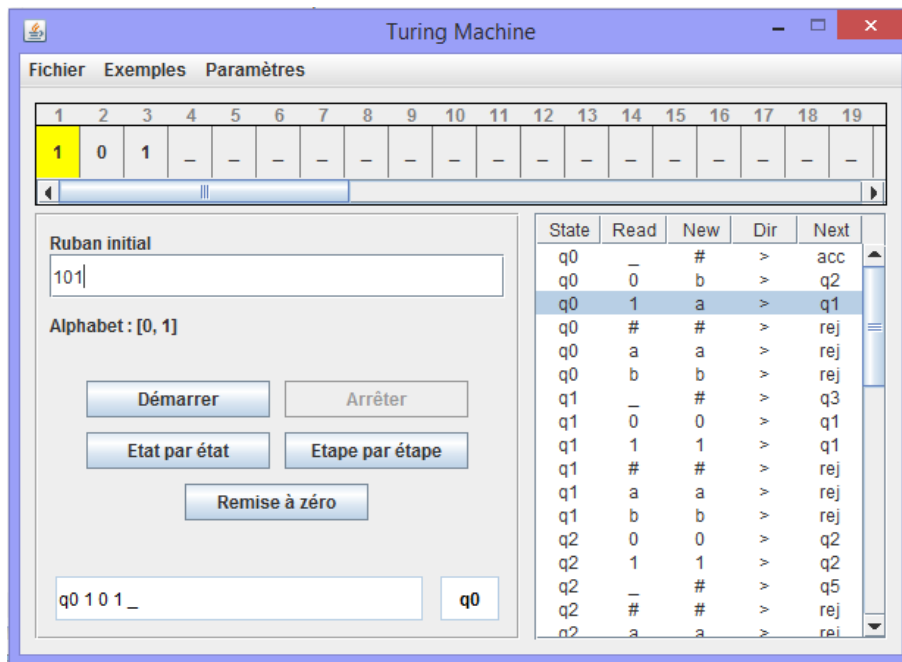 Turing Machine
Fichier Exemples Paramètres
1 2 3 4 5 6 7 8 9 10 11 12 13 14 15 16 17 18 19
1 0 1 _ _ _ _ _ _ _ _ _ _ _ _ _ _ _ _
Ruban initial
101
Alphabet : [0, 1]
Démarrer Arrêter
Etat par état Etape par étape
Remise à zéro
q0 1 0 1 _ q0
State Read New Dir Next
q0 _ # > acc
q0 0 b > q2
q0 1 a > q1
q0 # # > rej
q0 a a > rej
q0 b b > rej
q1 _ # > q3
q1 0 0 > q1
q1 1 1 > q1
q1 # # > rej
q1 a a > rej
q1 b b > rej
q2 0 0 > q2
q2 1 1 > q2
q2 _ # > q5
q2 # # > rej
q2 a a > rej